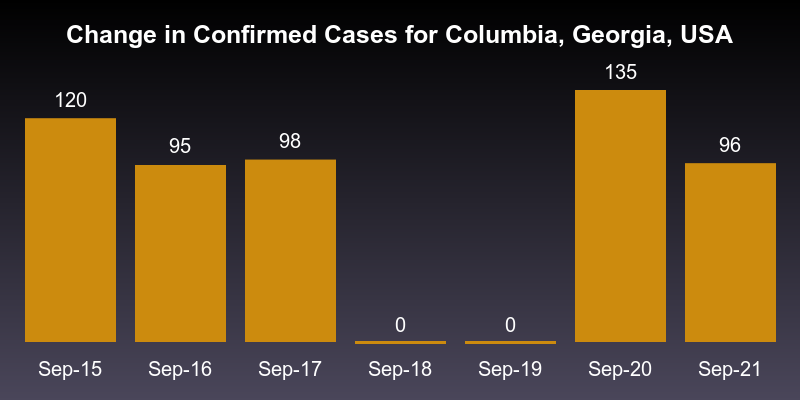 Change in Confirmed Cases for Columbia, Georgia, USA
120 95 98 0 0 135 96
Sep-15 Sep-16 Sep-17 Sep-18 Sep-19 Sep-20 Sep-21